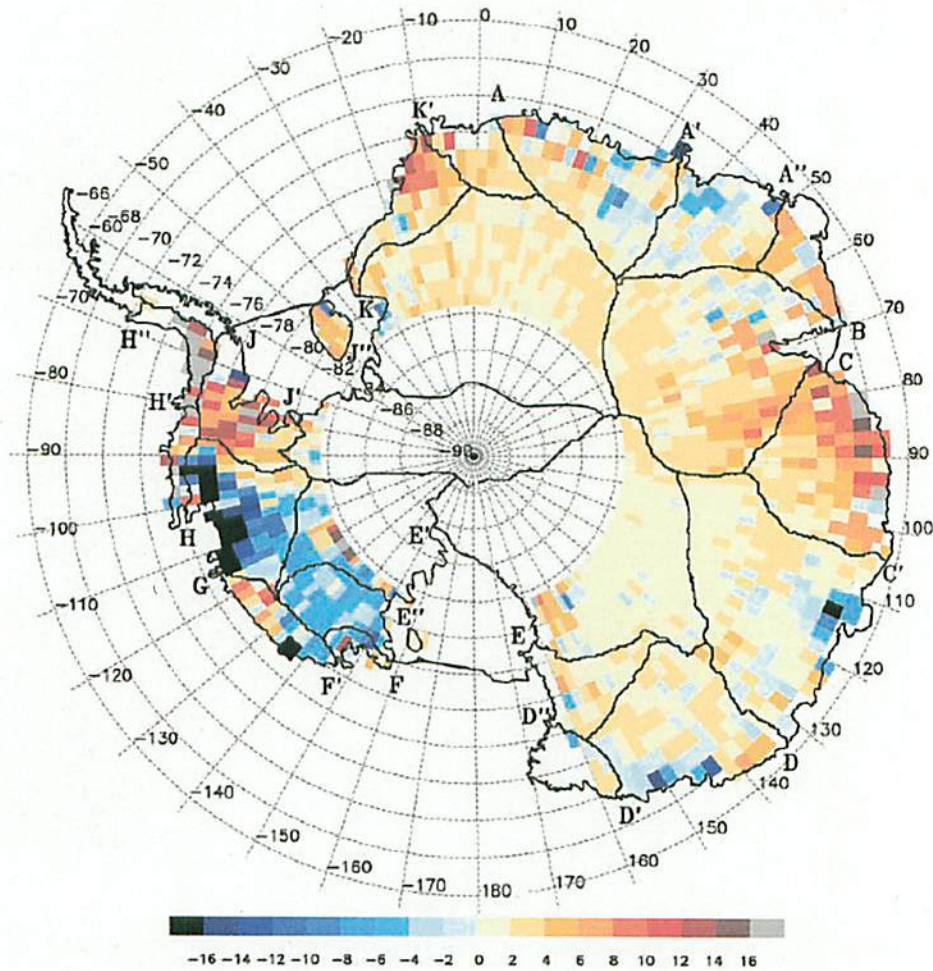 -10 0 10
-20 20
-30 30
-40 40
K' A A'
-50 A'' 50
-66
-68
-60
-70 60
-72
-74
-70 -76 70
-78 K B
H'' J -80 J'' C
-82
-80 -84 80
H' J' -86
-88
-90 -90 90
-100 100
H E'
G C'
-110 E'' 110
E
-120 F' F 120
D''
-130 D 130
-140 D' 140
-150 150
-160 160
-170 180 170
-16 -14 -12 -10 -8 -6 -4 -2 0 2 4 6 8 10 12 14 16